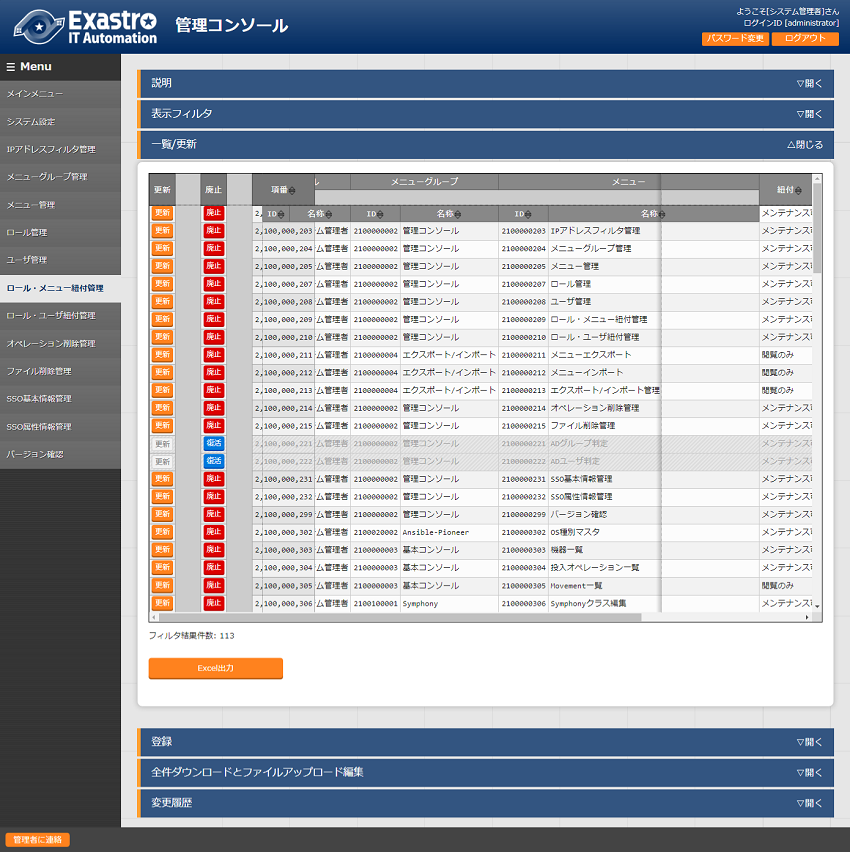 Exastro
IT Automation
管理コンソール
ようこそ[システム管理者]さん
ログインID [administrator]
パスワード変更 ログアウト
☰ Menu
メインメニュー
システム設定
IPアドレスフィルタ管理
メニューグループ管理
メニュー管理
ロール管理
ユーザ管理
ロール・メニュー紐付管理
ロール・ユーザ紐付管理
オペレーション削除管理
ファイル削除管理
SSO基本情報管理
SSO属性情報管理
バージョン確認
説明 ▽開く
表示フィルタ ▽開く
一覧/更新 △閉じる
更新 廃止 項番 ル メニューグループ メニュー 紐付
ID 名称 ID 名称 ID 名称
更新 廃止 2, メンテナンス
更新 廃止 2,100,000,203 ム管理者 2100000002 管理コンソール 2100000203 IPアドレスフィルタ管理 メンテナンス
更新 廃止 2,100,000,204 ム管理者 2100000002 管理コンソール 2100000204 メニューグループ管理 メンテナンス
更新 廃止 2,100,000,205 ム管理者 2100000002 管理コンソール 2100000205 メニュー管理 メンテナンス
更新 廃止 2,100,000,207 ム管理者 2100000002 管理コンソール 2100000207 ロール管理 メンテナンス
更新 廃止 2,100,000,208 ム管理者 2100000002 管理コンソール 2100000208 ユーザ管理 メンテナンス
更新 廃止 2,100,000,209 ム管理者 2100000002 管理コンソール 2100000209 ロール・メニュー紐付管理 メンテナンス
更新 廃止 2,100,000,210 ム管理者 2100000002 管理コンソール 2100000210 ロール・ユーザ紐付管理 メンテナンス
更新 廃止 2,100,000,211 ム管理者 2100000004 エクスポート/インポート 2100000211 メニューエクスポート 閲覧のみ
更新 廃止 2,100,000,212 ム管理者 2100000004 エクスポート/インポート 2100000212 メニューインポート 閲覧のみ
更新 廃止 2,100,000,213 ム管理者 2100000004 エクスポート/インポート 2100000213 エクスポート/インポート管理 閲覧のみ
更新 廃止 2,100,000,214 ム管理者 2100000002 管理コンソール 2100000214 オペレーション削除管理 メンテナンス
更新 廃止 2,100,000,215 ム管理者 2100000002 管理コンソール 2100000215 ファイル削除管理 メンテナンス
更新 復活 2,100,000,221 ム管理者 2100000002 管理コンソール 2100000221 ADグループ判定 メンテナンス
更新 復活 2,100,000,222 ム管理者 2100000002 管理コンソール 2100000222 ADユーザ判定 メンテナンス
更新 廃止 2,100,000,231 ム管理者 2100000002 管理コンソール 2100000231 SSO基本情報管理 メンテナンス
更新 廃止 2,100,000,232 ム管理者 2100000002 管理コンソール 2100000232 SSO属性情報管理 メンテナンス
更新 廃止 2,100,000,299 ム管理者 2100000002 管理コンソール 2100000299 バージョン確認 メンテナンス
更新 廃止 2,100,000,302 ム管理者 2100020002 Ansible-Pioneer 2100000302 OS種別マスタ メンテナンス
更新 廃止 2,100,000,303 ム管理者 2100000003 基本コンソール 2100000303 機器一覧 メンテナンス
更新 廃止 2,100,000,304 ム管理者 2100000003 基本コンソール 2100000304 投入オペレーション一覧 メンテナンス
更新 廃止 2,100,000,305 ム管理者 2100000003 基本コンソール 2100000305 Movement一覧 閲覧のみ
更新 廃止 2,100,000,306 ム管理者 2100100001 Symphony 2100000306 Symphonyクラス編集 メンテナンス
フィルタ結果件数: 113
Excel出力
登録 ▽開く
全件ダウンロードとファイルアップロード編集 ▽開く
変更履歴 ▽開く
管理者に連絡